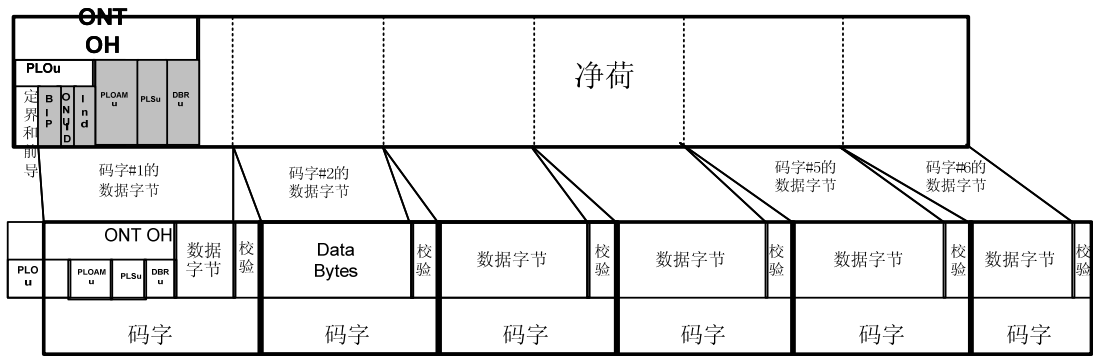 ONT
OH
PLOu
定界和前导
BIP
ONUID
Ind
PLOAM
u
PLSu
DBR
u
净荷
码字#1的
数据字节
码字#2的
数据字节
码字#5的
数据字节
码字#6的
数据字节
ONT OH
PLO
u
PLOAM
u
PLSu
DBR
u
数据
字节
校验
Data
Bytes
校验
数据字节
校验
数据字节
校验
数据字节
校验
数据字节
校验
码字
码字
码字
码字
码字
码字